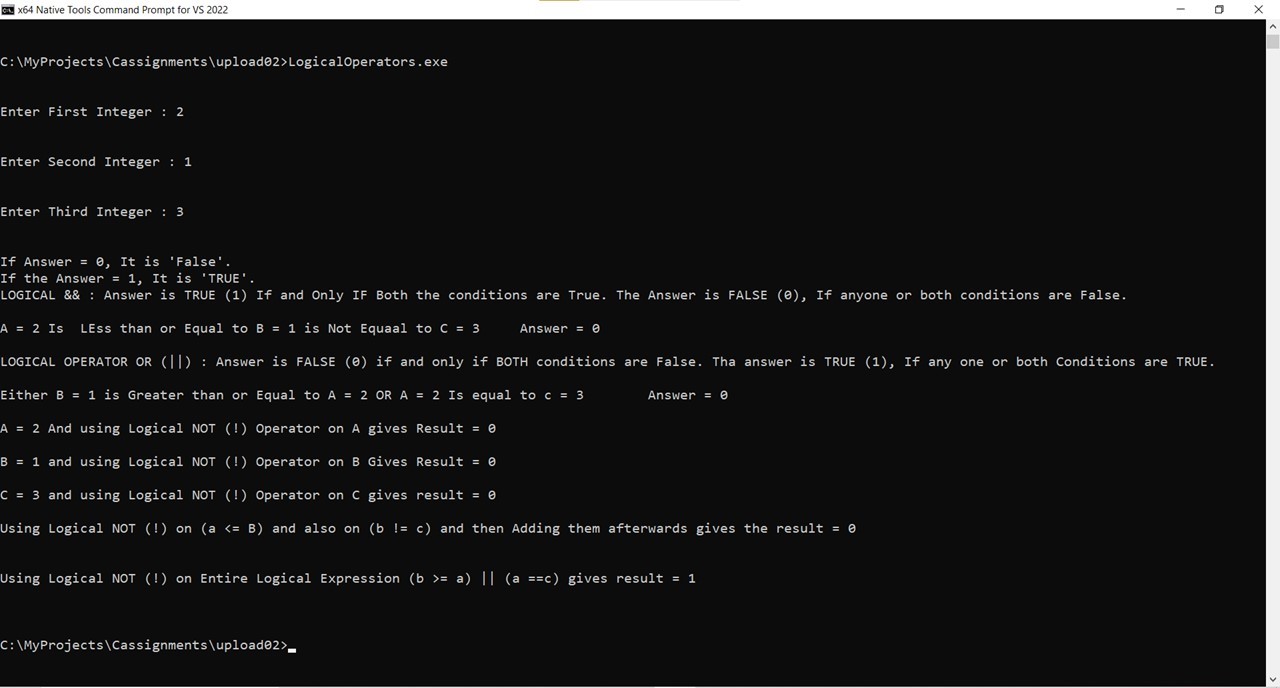 x64 Native Tools Command Prompt for VS 2022
C:\MyProjects\Cassignments\upload02>LogicalOperators.exe
Enter First Integer : 2
Enter Second Integer : 1
Enter Third Integer : 3
If Answer = 0, It is 'False'.
If the Answer = 1, It is 'TRUE'.
LOGICAL && : Answer is TRUE (1) If and Only IF Both the conditions are True. The Answer is FALSE (0), If anyone or both conditions are False.
A = 2 Is  LEss than or Equal to B = 1 is Not Equaal to C = 3     Answer = 0
LOGICAL OPERATOR OR (||) : Answer is FALSE (0) if and only if BOTH conditions are False. Tha answer is TRUE (1), If any one or both Conditions are TRUE.
Either B = 1 is Greater than or Equal to A = 2 OR A = 2 Is equal to c = 3        Answer = 0
A = 2 And using Logical NOT (!) Operator on A gives Result = 0
B = 1 and using Logical NOT (!) Operator on B Gives Result = 0
C = 3 and using Logical NOT (!) Operator on C gives result = 0
Using Logical NOT (!) on (a <= B) and also on (b != c) and then Adding them afterwards gives the result = 0
Using Logical NOT (!) on Entire Logical Expression (b >= a) || (a ==c) gives result = 1
C:\MyProjects\Cassignments\upload02>